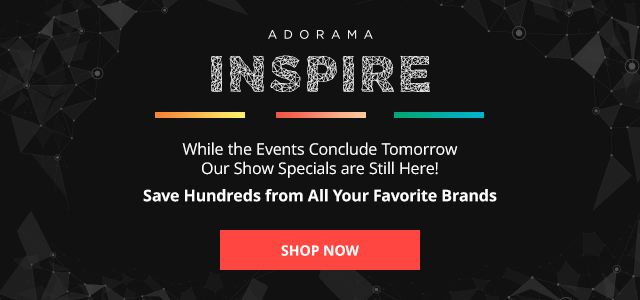 ADORAMA
INSPIRE
While the Events Conclude Tomorrow
Our Show Specials are Still Here!
Save Hundreds from All Your Favorite Brands
SHOP NOW